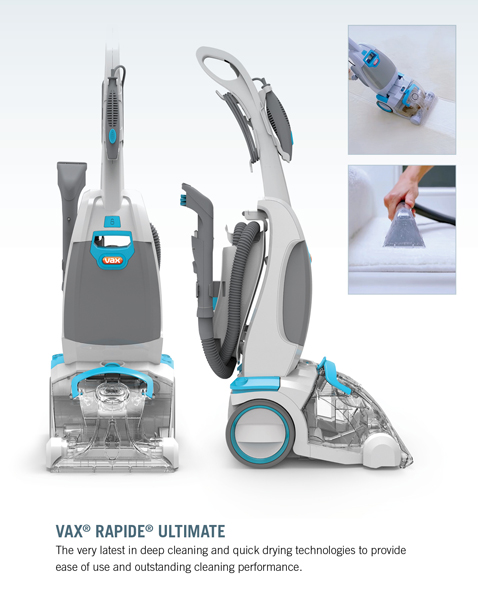 VAX
VAX® RAPIDE® ULTIMATE
The very latest in deep cleaning and quick drying technologies to provide
ease of use and outstanding cleaning performance.